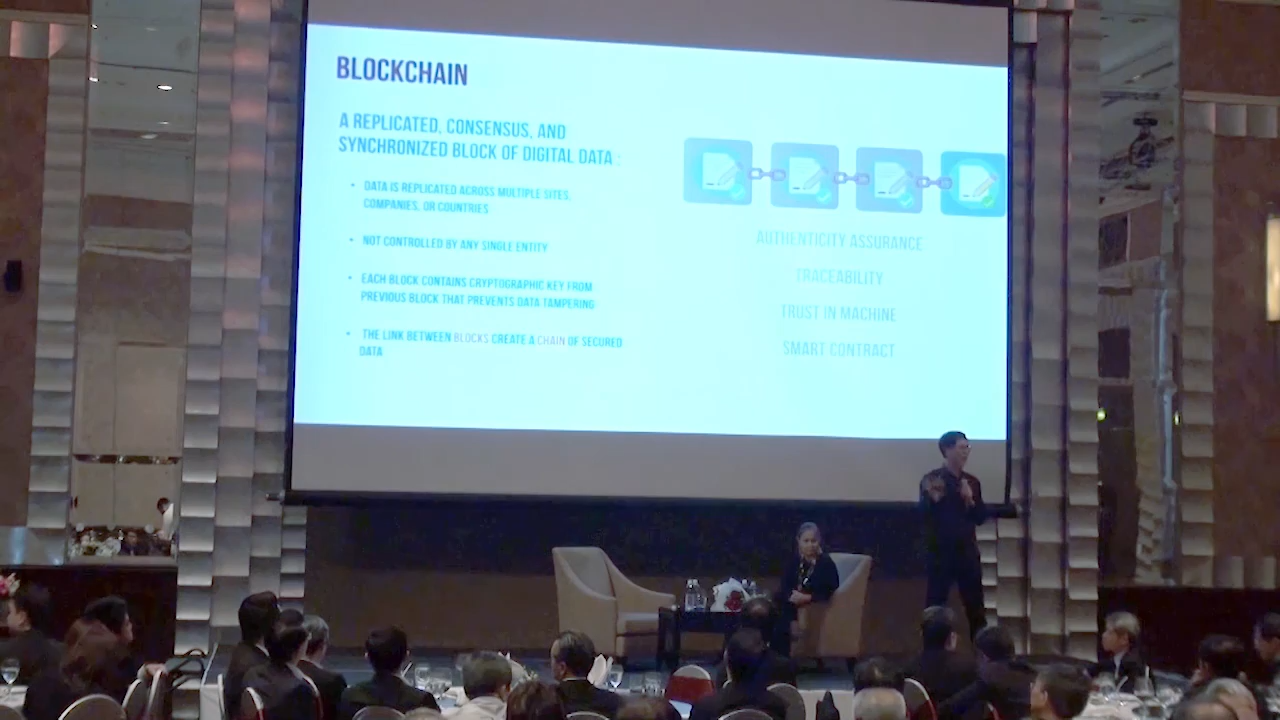 BLOCKCHAIN
A REPLICATED, CONSENSUS, AND
SYNCHRONIZED BLOCK OF DIGITAL DATA :
• DATA IS REPLICATED ACROSS MULTIPLE SITES,
COMPANIES, OR COUNTRIES
• NOT CONTROLLED BY ANY SINGLE ENTITY
• EACH BLOCK CONTAINS CRYPTOGRAPHIC KEY FROM
PREVIOUS BLOCK THAT PREVENTS DATA TAMPERING
• THE LINK BETWEEN BLOCKS CREATE A CHAIN OF SECURED
DATA
AUTHENTICITY ASSURANCE
TRACEABILITY
TRUST IN MACHINE
SMART CONTRACT